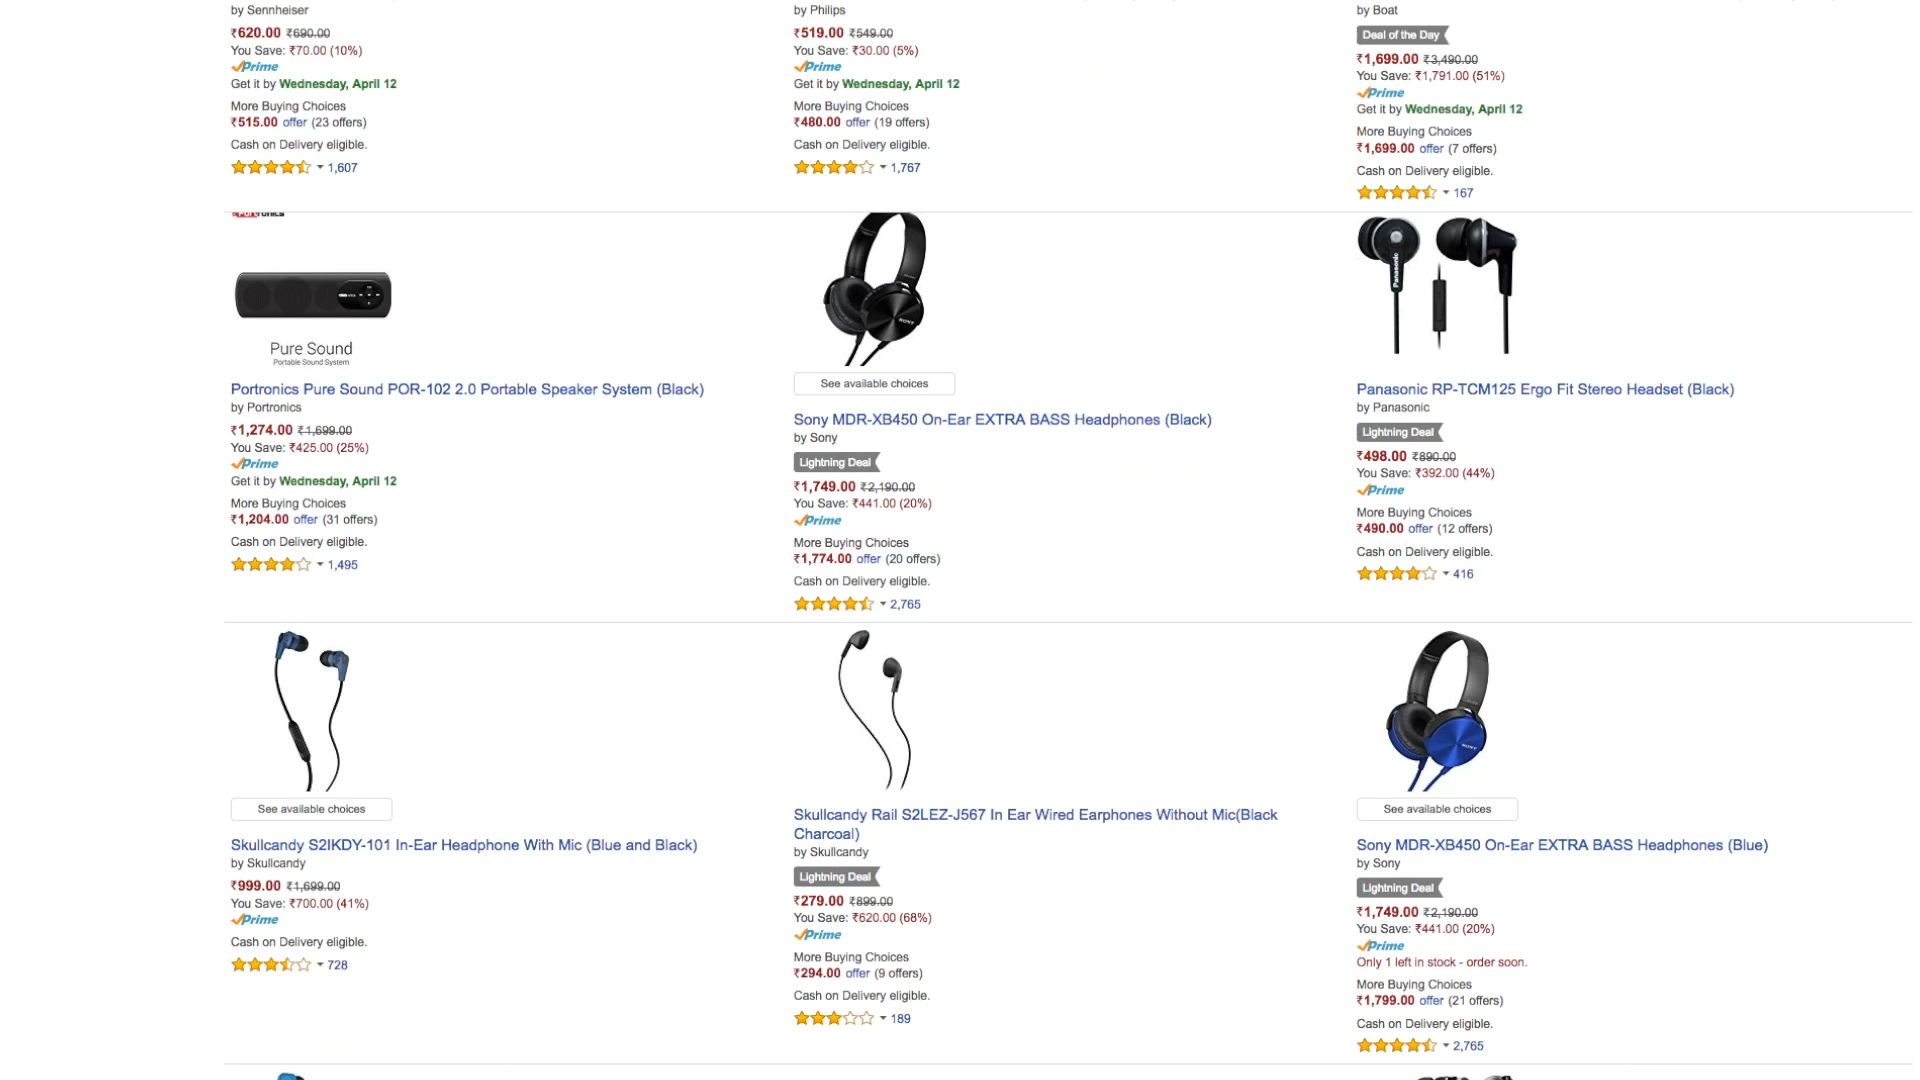 by Sennheiser
₹620.00 ₹690.00
You Save: ₹70.00 (10%)
Prime
Get it by Wednesday, April 12
More Buying Choices
₹515.00 offer (23 offers)
Cash on Delivery eligible.
1,607
by Philips
₹519.00 ₹549.00
You Save: ₹30.00 (5%)
Prime
Get it by Wednesday, April 12
More Buying Choices
₹480.00 offer (19 offers)
Cash on Delivery eligible.
1,767
by Boat
Deal of the Day
₹1,699.00 ₹3,490.00
You Save: ₹1,791.00 (51%)
Prime
Get it by Wednesday, April 12
More Buying Choices
₹1,699.00 offer (7 offers)
Cash on Delivery eligible.
167
Portronics
Pure Sound
Portable Sound System
Portronics Pure Sound POR-102 2.0 Portable Speaker System (Black)
by Portronics
₹1,274.00 ₹1,699.00
You Save: ₹425.00 (25%)
Prime
Get it by Wednesday, April 12
More Buying Choices
₹1,204.00 offer (31 offers)
Cash on Delivery eligible.
1,495
SONY
See available choices
Sony MDR-XB450 On-Ear EXTRA BASS Headphones (Black)
by Sony
Lightning Deal
₹1,749.00 ₹2,190.00
You Save: ₹441.00 (20%)
Prime
More Buying Choices
₹1,774.00 offer (20 offers)
Cash on Delivery eligible.
2,765
Panasonic
Panasonic RP-TCM125 Ergo Fit Stereo Headset (Black)
by Panasonic
Lightning Deal
₹498.00 ₹890.00
You Save: ₹392.00 (44%)
Prime
More Buying Choices
₹490.00 offer (12 offers)
Cash on Delivery eligible.
416
See available choices
Skullcandy S2IKDY-101 In-Ear Headphone With Mic (Blue and Black)
by Skullcandy
₹999.00 ₹1,699.00
You Save: ₹700.00 (41%)
Prime
Cash on Delivery eligible.
728
Skullcandy Rail S2LEZ-J567 In Ear Wired Earphones Without Mic(Black
Charcoal)
by Skullcandy
Lightning Deal
₹279.00 ₹899.00
You Save: ₹620.00 (68%)
Prime
More Buying Choices
₹294.00 offer (9 offers)
Cash on Delivery eligible.
189
SONY
See available choices
Sony MDR-XB450 On-Ear EXTRA BASS Headphones (Blue)
by Sony
Lightning Deal
₹1,749.00 ₹2,190.00
You Save: ₹441.00 (20%)
Prime
Only 1 left in stock - order soon.
More Buying Choices
₹1,799.00 offer (21 offers)
Cash on Delivery eligible.
2,765